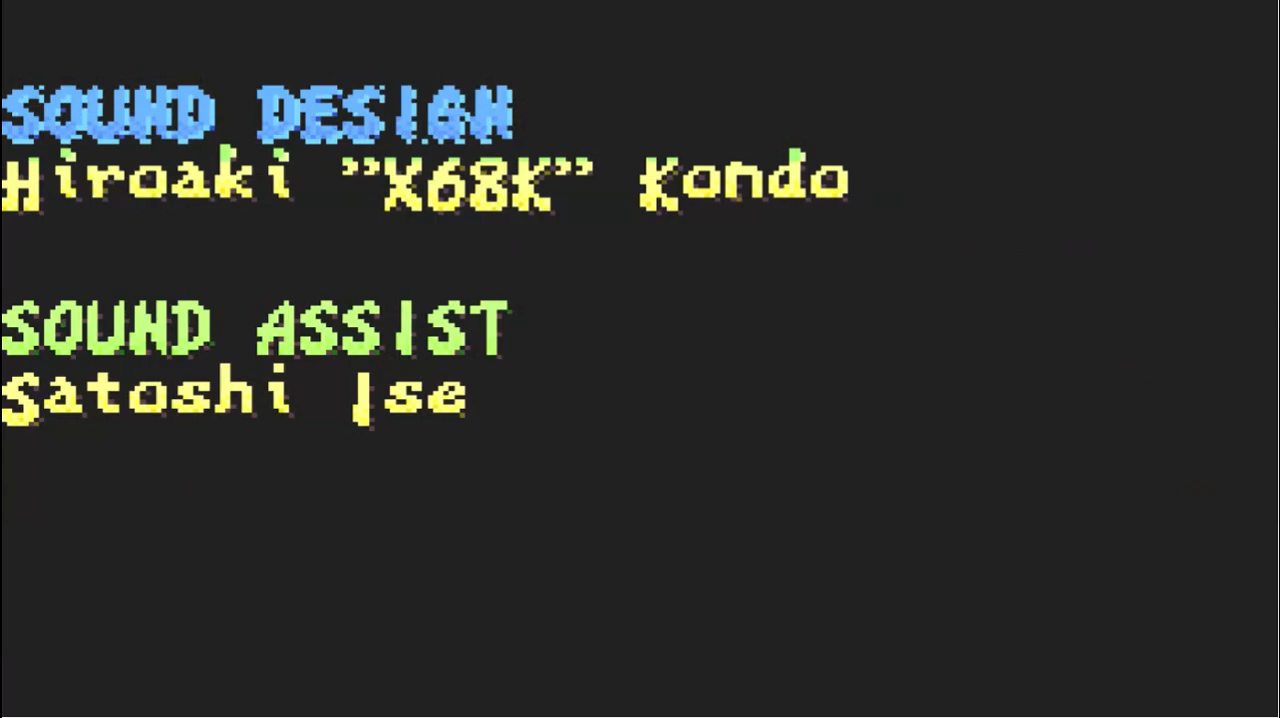 SOUND DESIGN
Hiroaki ”X68K” Kondo
SOUND ASSIST
Satoshi Ise